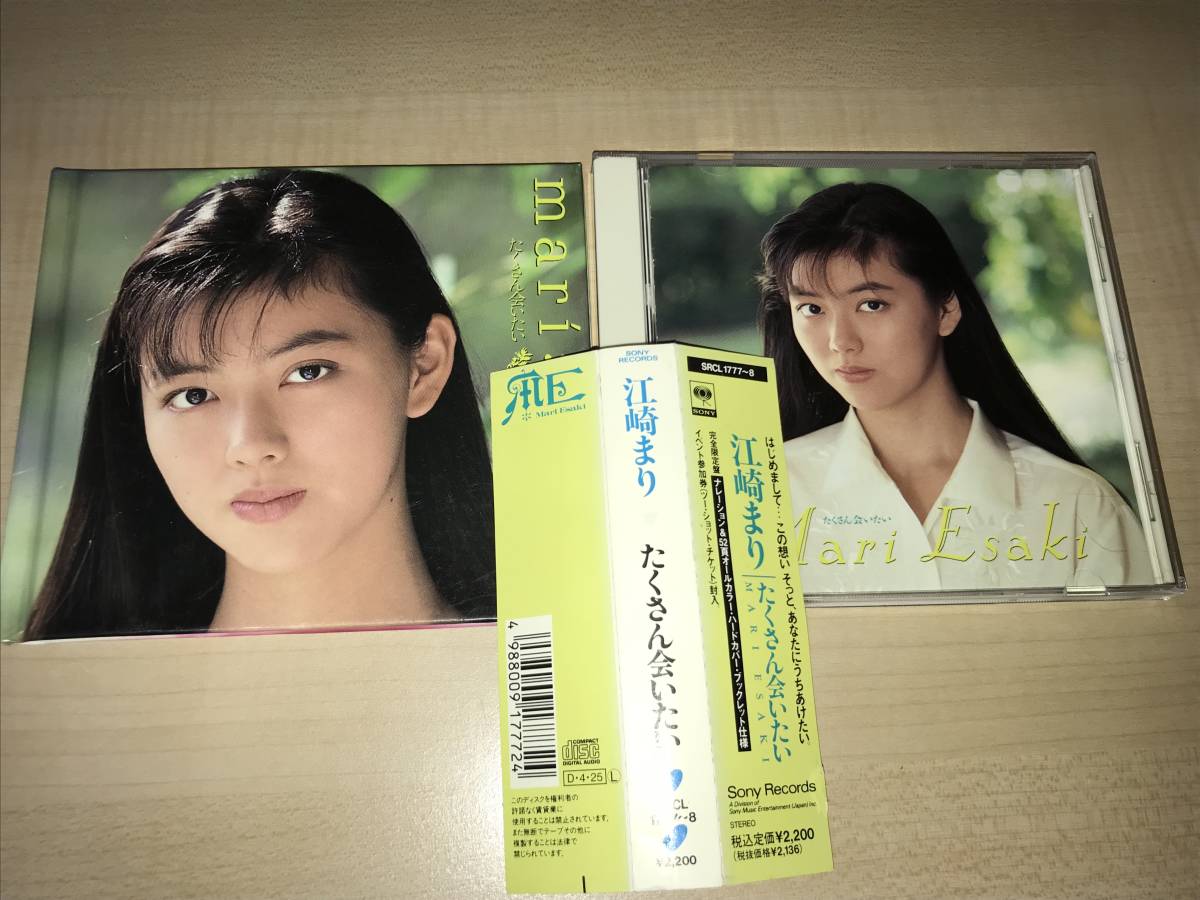 mari
たくさん会いたい
たくさん会いたい
Mari Esaki
ME
Mari Esaki
4 988009 177724
COMPACT
disc
DIGITAL AUDIO
D・4・25 L
このディスクを権利者の
許諾なく賃貸業に
使用することは禁止されています。
また無断でテープその他に
複製することは法律で
禁じられています。
SONY
RECORDS
江崎まり
たくさん会いたい
¥2,200
SRCL 1777〜8
SONY
はじめまして…この想い そっと、あなたにうちあけたい
江崎まり/たくさん会いたい
MARI ESAKI
完全限定盤 ナレーション&52頁オールカラー・ハードカバー・ブックレット仕様
イベント参加券(ツーショット・チケット)封入
Sony Records
A Division of
Sony Music Entertainment (Japan) Inc.
STEREO
税込定価¥2,200
(税抜価格¥2,136)